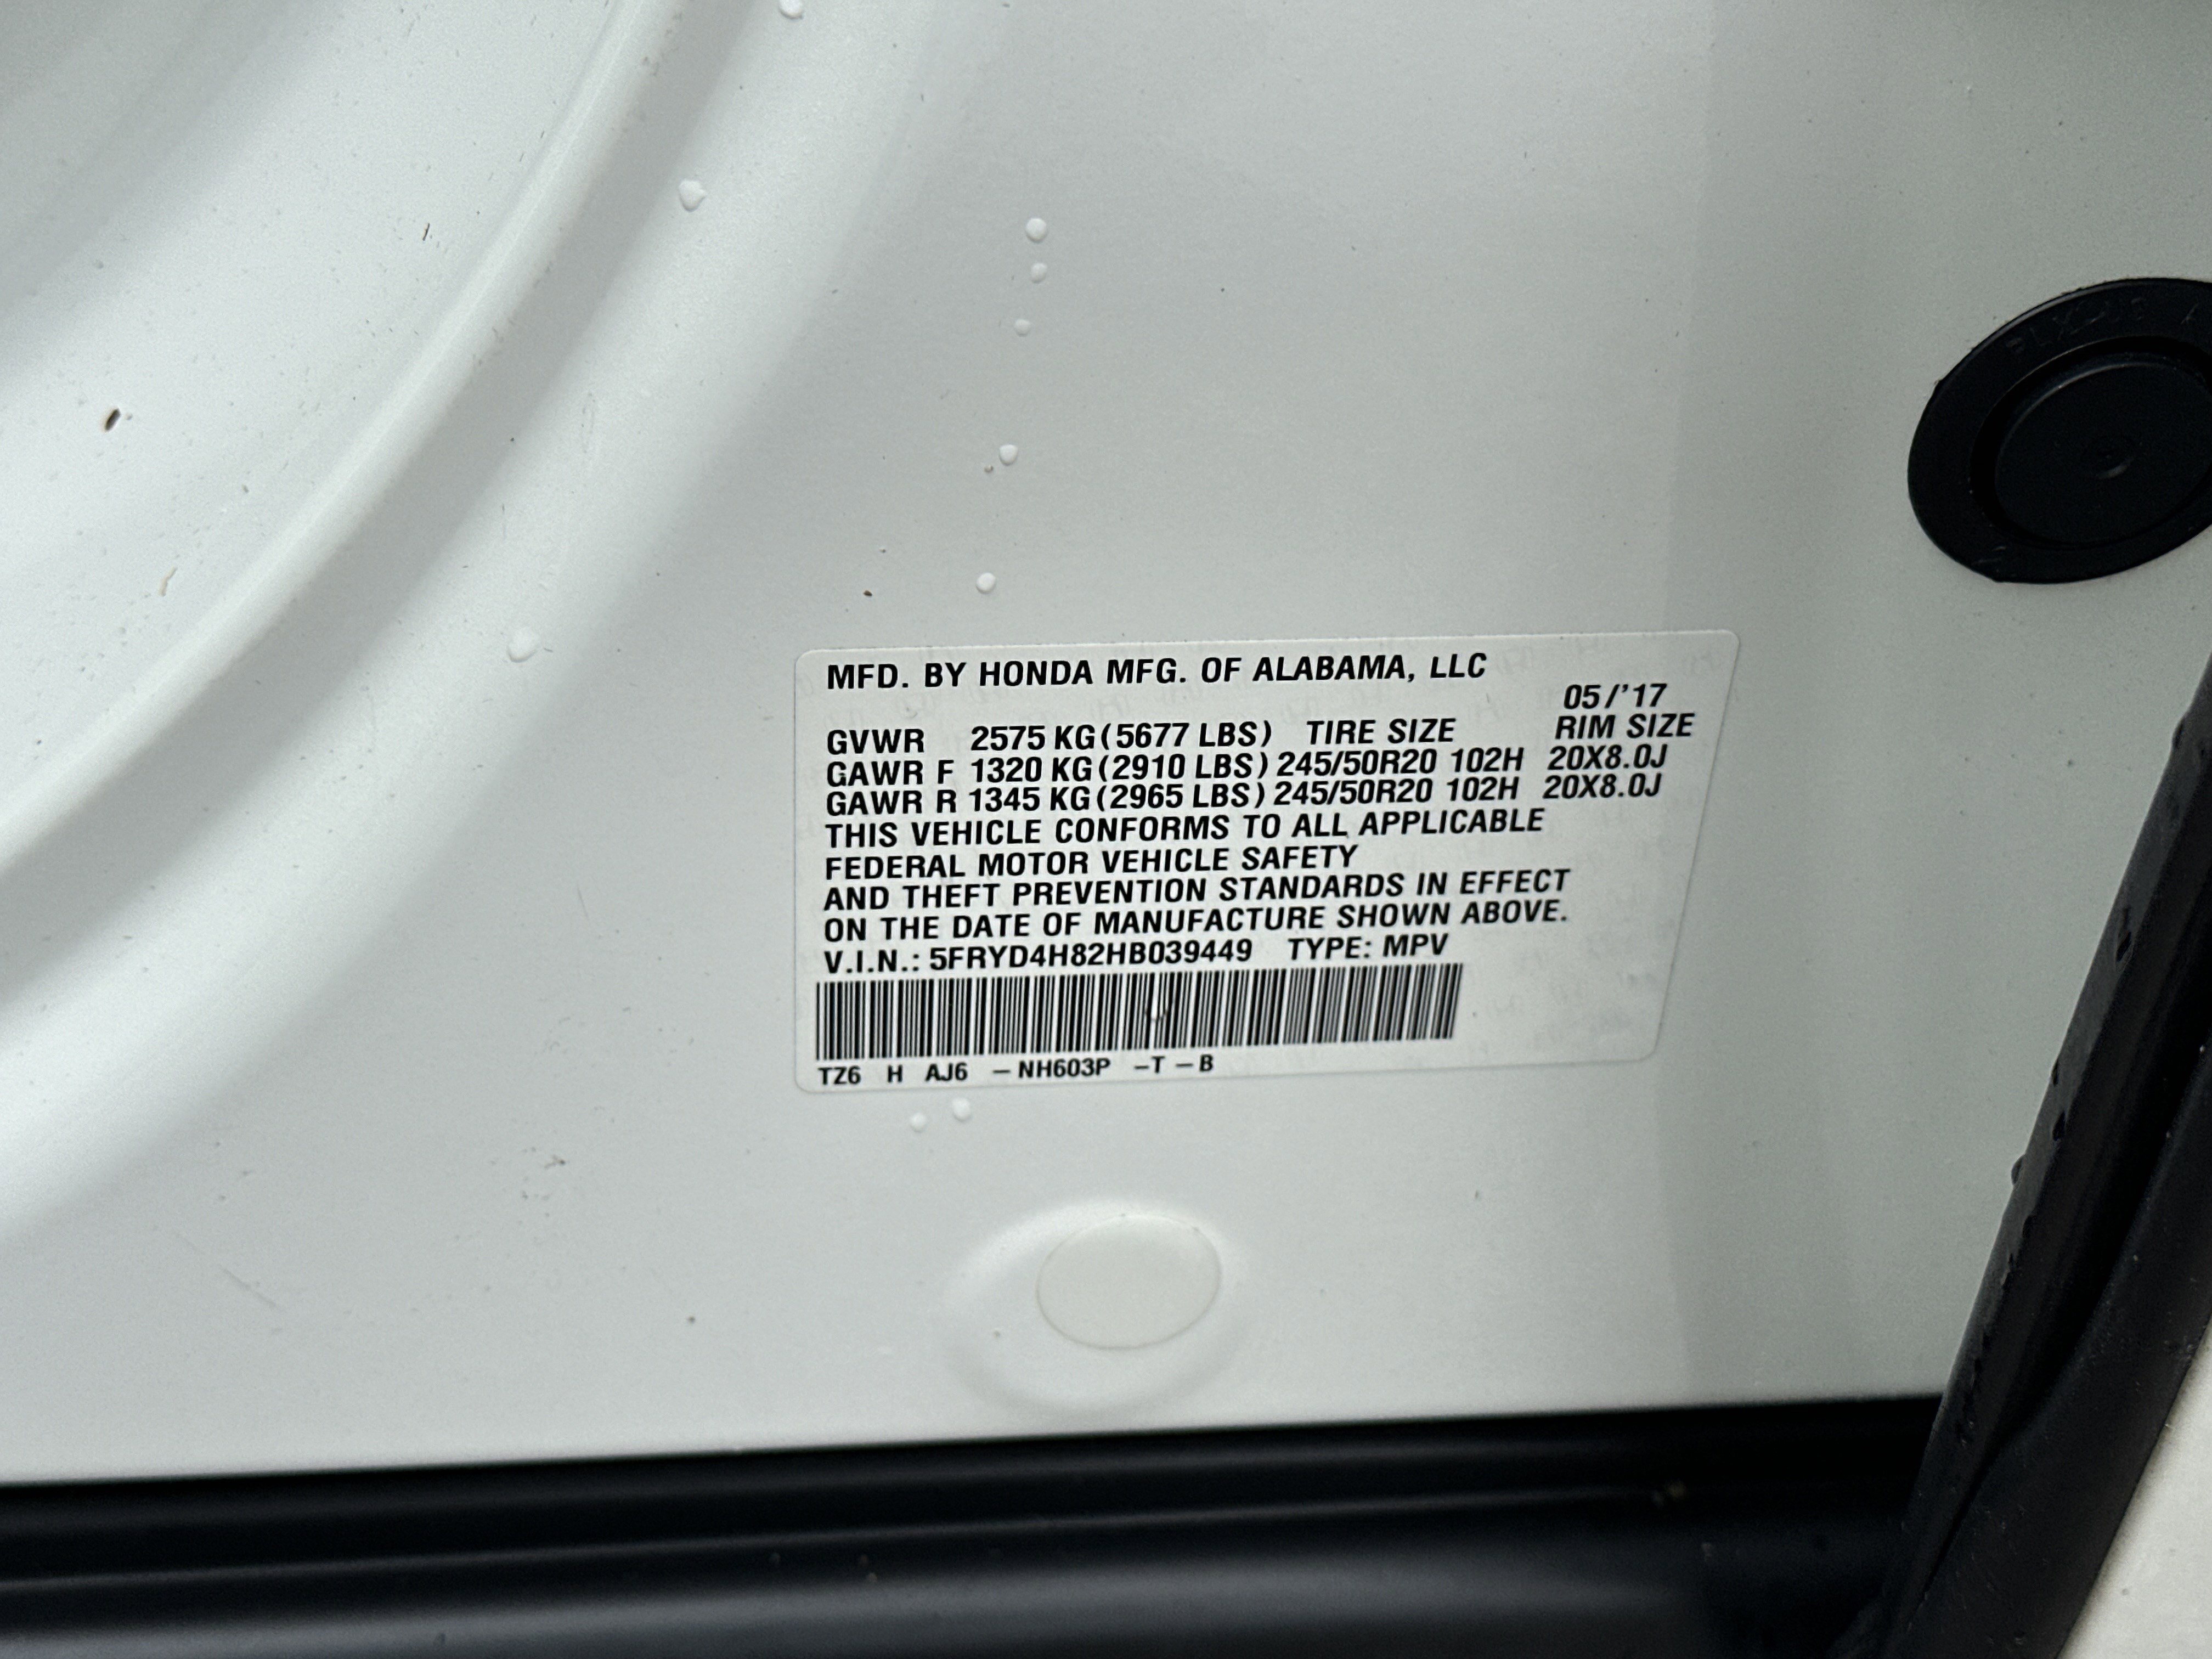 MFD. BY HONDA MFG. OF ALABAMA, LLC
05/'17
GVWR 2575 KG(5677 LBS) TIRE SIZE RIM SIZE
GAWR F 1320 KG(2910 LBS) 245/50R20 102H 20X8.0J
GAWR R 1345 KG(2965 LBS) 245/50R20 102H 20X8.0J
THIS VEHICLE CONFORMS TO ALL APPLICABLE
FEDERAL MOTOR VEHICLE SAFETY
AND THEFT PREVENTION STANDARDS IN EFFECT
ON THE DATE OF MANUFACTURE SHOWN ABOVE.
V.I.N.: 5FRYD4H82HB039449 TYPE: MPV
TZ6 H AJ6 – NH603P –T – B